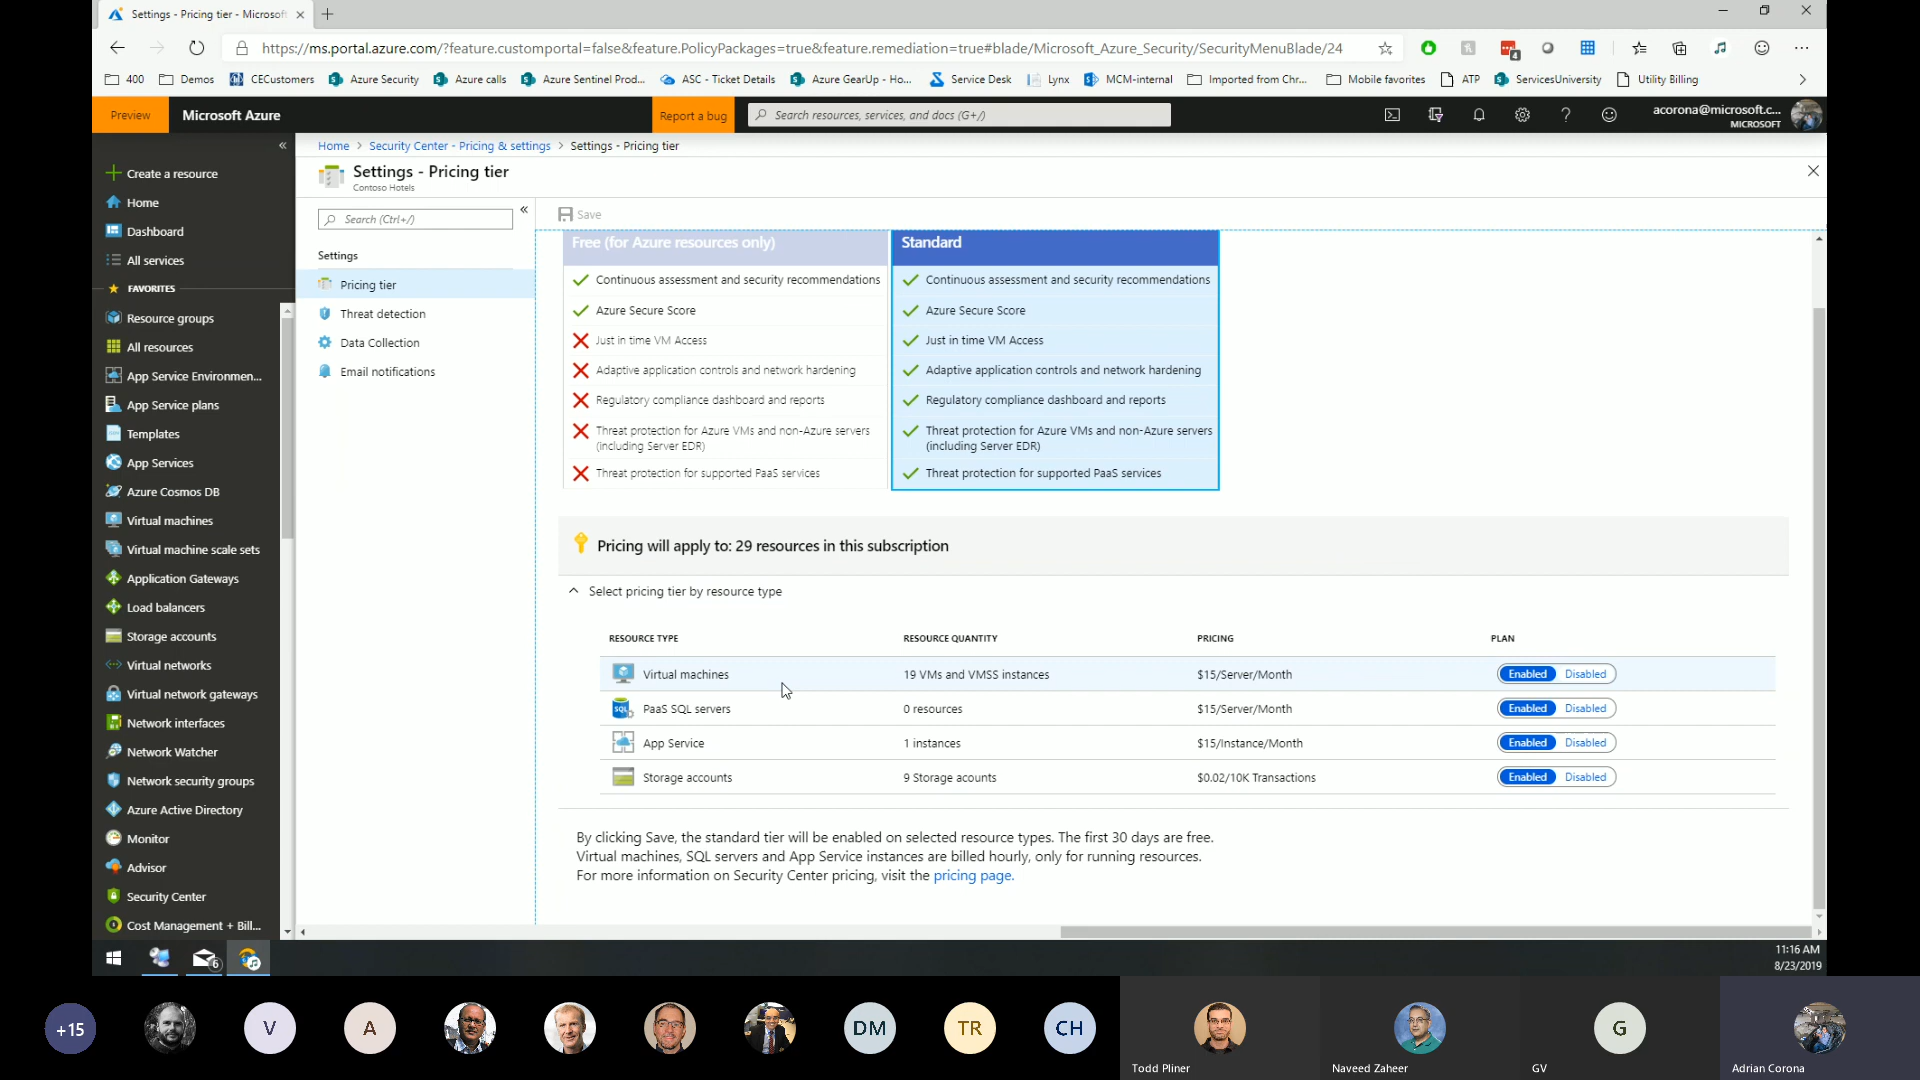 Settings - Pricing tier - Microsof
https://ms.portal.azure.com/?feature.customportal=false&feature.PolicyPackages=true&feature.remediation=true#blade/Microsoft_Azure_Security/SecurityMenuBlade/24
400 Demos CECustomers Azure Security Azure calls Azure Sentinel Prod... ASC - Ticket Details Azure GearUp - Ho... Service Desk Lynx MCM-internal Imported from Chr... Mobile favorites ATP ServicesUniversity Utility Billing
Preview Microsoft Azure Report a bug Search resources, services, and docs (G+/) acorona@microsoft.c...
MICROSOFT
Home > Security Center - Pricing & settings > Settings - Pricing tier
Settings - Pricing tier
Contoso Hotels
Create a resource
Home
Dashboard
All services
FAVORITES
Resource groups
All resources
App Service Environmen...
App Service plans
Templates
App Services
Azure Cosmos DB
Virtual machines
Virtual machine scale sets
Application Gateways
Load balancers
Storage accounts
Virtual networks
Virtual network gateways
Network interfaces
Network Watcher
Network security groups
Azure Active Directory
Monitor
Advisor
Security Center
Cost Management + Bill...
Search (Ctrl+/)
Settings
Pricing tier
Threat detection
Data Collection
Email notifications
Save
Free (for Azure resources only)
Continuous assessment and security recommendations
Azure Secure Score
Just in time VM Access
Adaptive application controls and network hardening
Regulatory compliance dashboard and reports
Threat protection for Azure VMs and non-Azure servers
(including Server EDR)
Threat protection for supported PaaS services
Standard
Continuous assessment and security recommendations
Azure Secure Score
Just in time VM Access
Adaptive application controls and network hardening
Regulatory compliance dashboard and reports
Threat protection for Azure VMs and non-Azure servers
(including Server EDR)
Threat protection for supported PaaS services
Pricing will apply to: 29 resources in this subscription
Select pricing tier by resource type
RESOURCE TYPE RESOURCE QUANTITY PRICING PLAN
Virtual machines 19 VMs and VMSS instances $15/Server/Month Enabled Disabled
SQL PaaS SQL servers 0 resources $15/Server/Month Enabled Disabled
App Service 1 instances $15/Instance/Month Enabled Disabled
Storage accounts 9 Storage acounts $0.02/10K Transactions Enabled Disabled
By clicking Save, the standard tier will be enabled on selected resource types. The first 30 days are free.
Virtual machines, SQL servers and App Service instances are billed hourly, only for running resources.
For more information on Security Center pricing, visit the pricing page.
6
11:16 AM
8/23/2019
+15 V A DM TR CH G
Todd Pliner Naveed Zaheer GV Adrian Corona